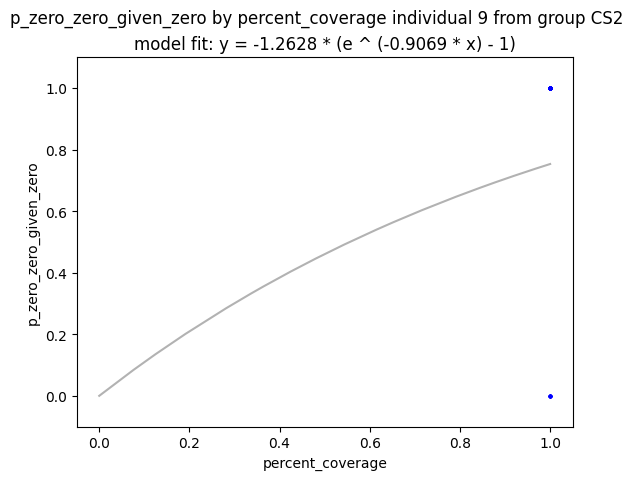 p_zero_zero_given_zero by percent_coverage individual 9 from group CS2
model fit: y = -1.2628 * (e ^ (-0.9069 * x) - 1)
1.0
0.8
0.6
0.4
0.2
0.0
p_zero_zero_given_zero
0.0 0.2 0.4 0.6 0.8 1.0
percent_coverage